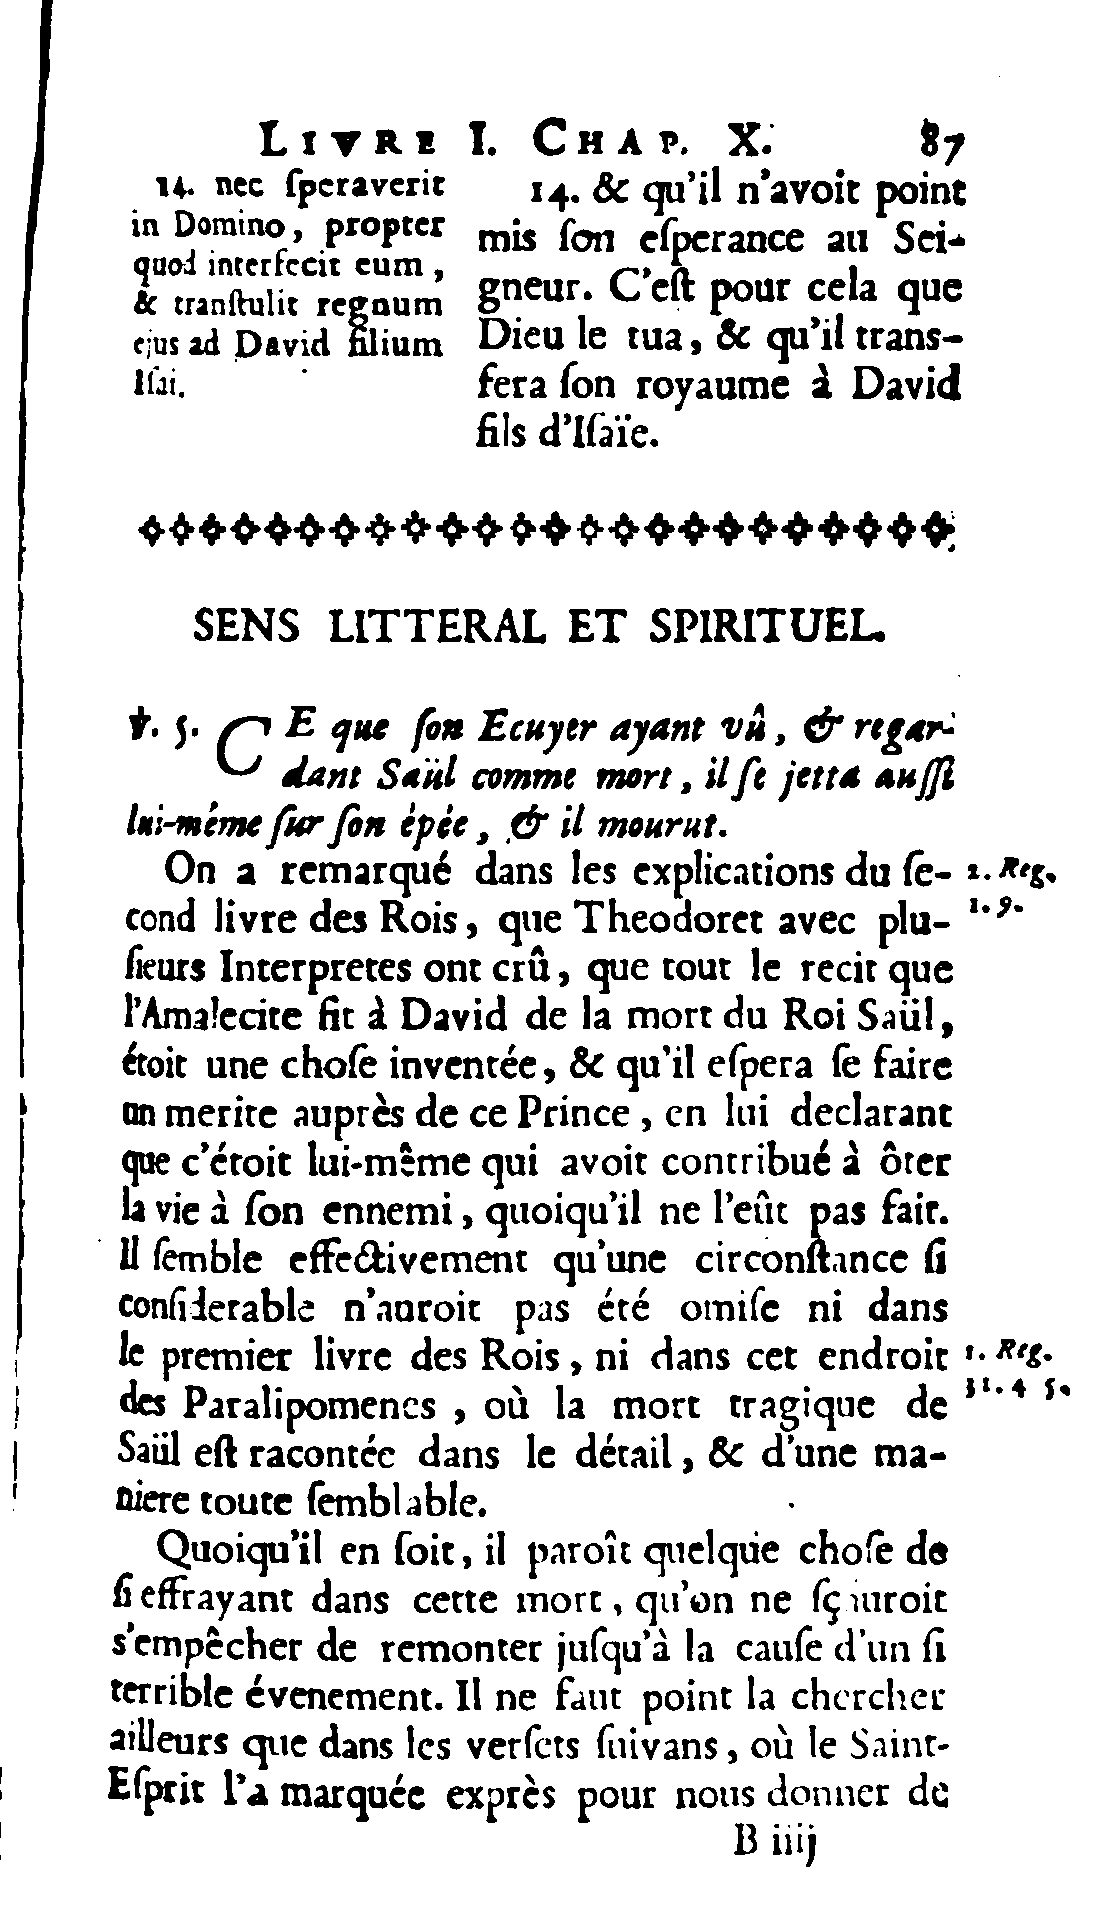 LIVRE I. CHAP. X. 87
14. nec ſperaverit
in Domino, propter
quod interfecit eum,
& tranſtulit regnum
ejus ad David filium
Iſai.
14. & qu'il n'avoit point
mis ſon eſperance au Sei-
gneur. C'eſt pour cela que
Dieu le tua, & qu'il trans-
fera ſon royaume à David
fils d'Iſaïe.
SENS LITTERAL ET SPIRITUEL.
℣. 5. CE que ſon Ecuyer ayant vû, & regar-
dant Saül comme mort, il ſe jetta auſſi
lui-même ſur ſon épée, & il mourut.
On a remarqué dans les explications du ſe-
cond livre des Rois, que Theodoret avec plu-
ſieurs Interpretes ont crû, que tout le recit que
l'Amalecite fit à David de la mort du Roi Saül,
étoit une choſe inventée, & qu'il eſpera ſe faire
un merite auprès de ce Prince, en lui declarant
que c'étoit lui-même qui avoit contribué à ôter
la vie à ſon ennemi, quoiqu'il ne l'eût pas fait.
Il ſemble effectivement qu'une circonſtance ſi
conſiderable n'auroit pas été omiſe ni dans
le premier livre des Rois, ni dans cet endroit
des Paralipomenes, où la mort tragique de
Saül eſt racontée dans le détail, & d'une ma-
niere toute ſemblable.
Quoiqu'il en ſoit, il paroît quelque choſe de
ſi effrayant dans cette mort, qu'on ne ſçauroit
s'empêcher de remonter juſqu'à la cauſe d'un ſi
terrible évenement. Il ne faut point la chercher
ailleurs que dans les verſets ſuivans, où le Saint-
Eſprit l'a marquée exprès pour nous donner de
B iiij
2. Reg.
1. 9.
1. Reg.
31. 4 5.